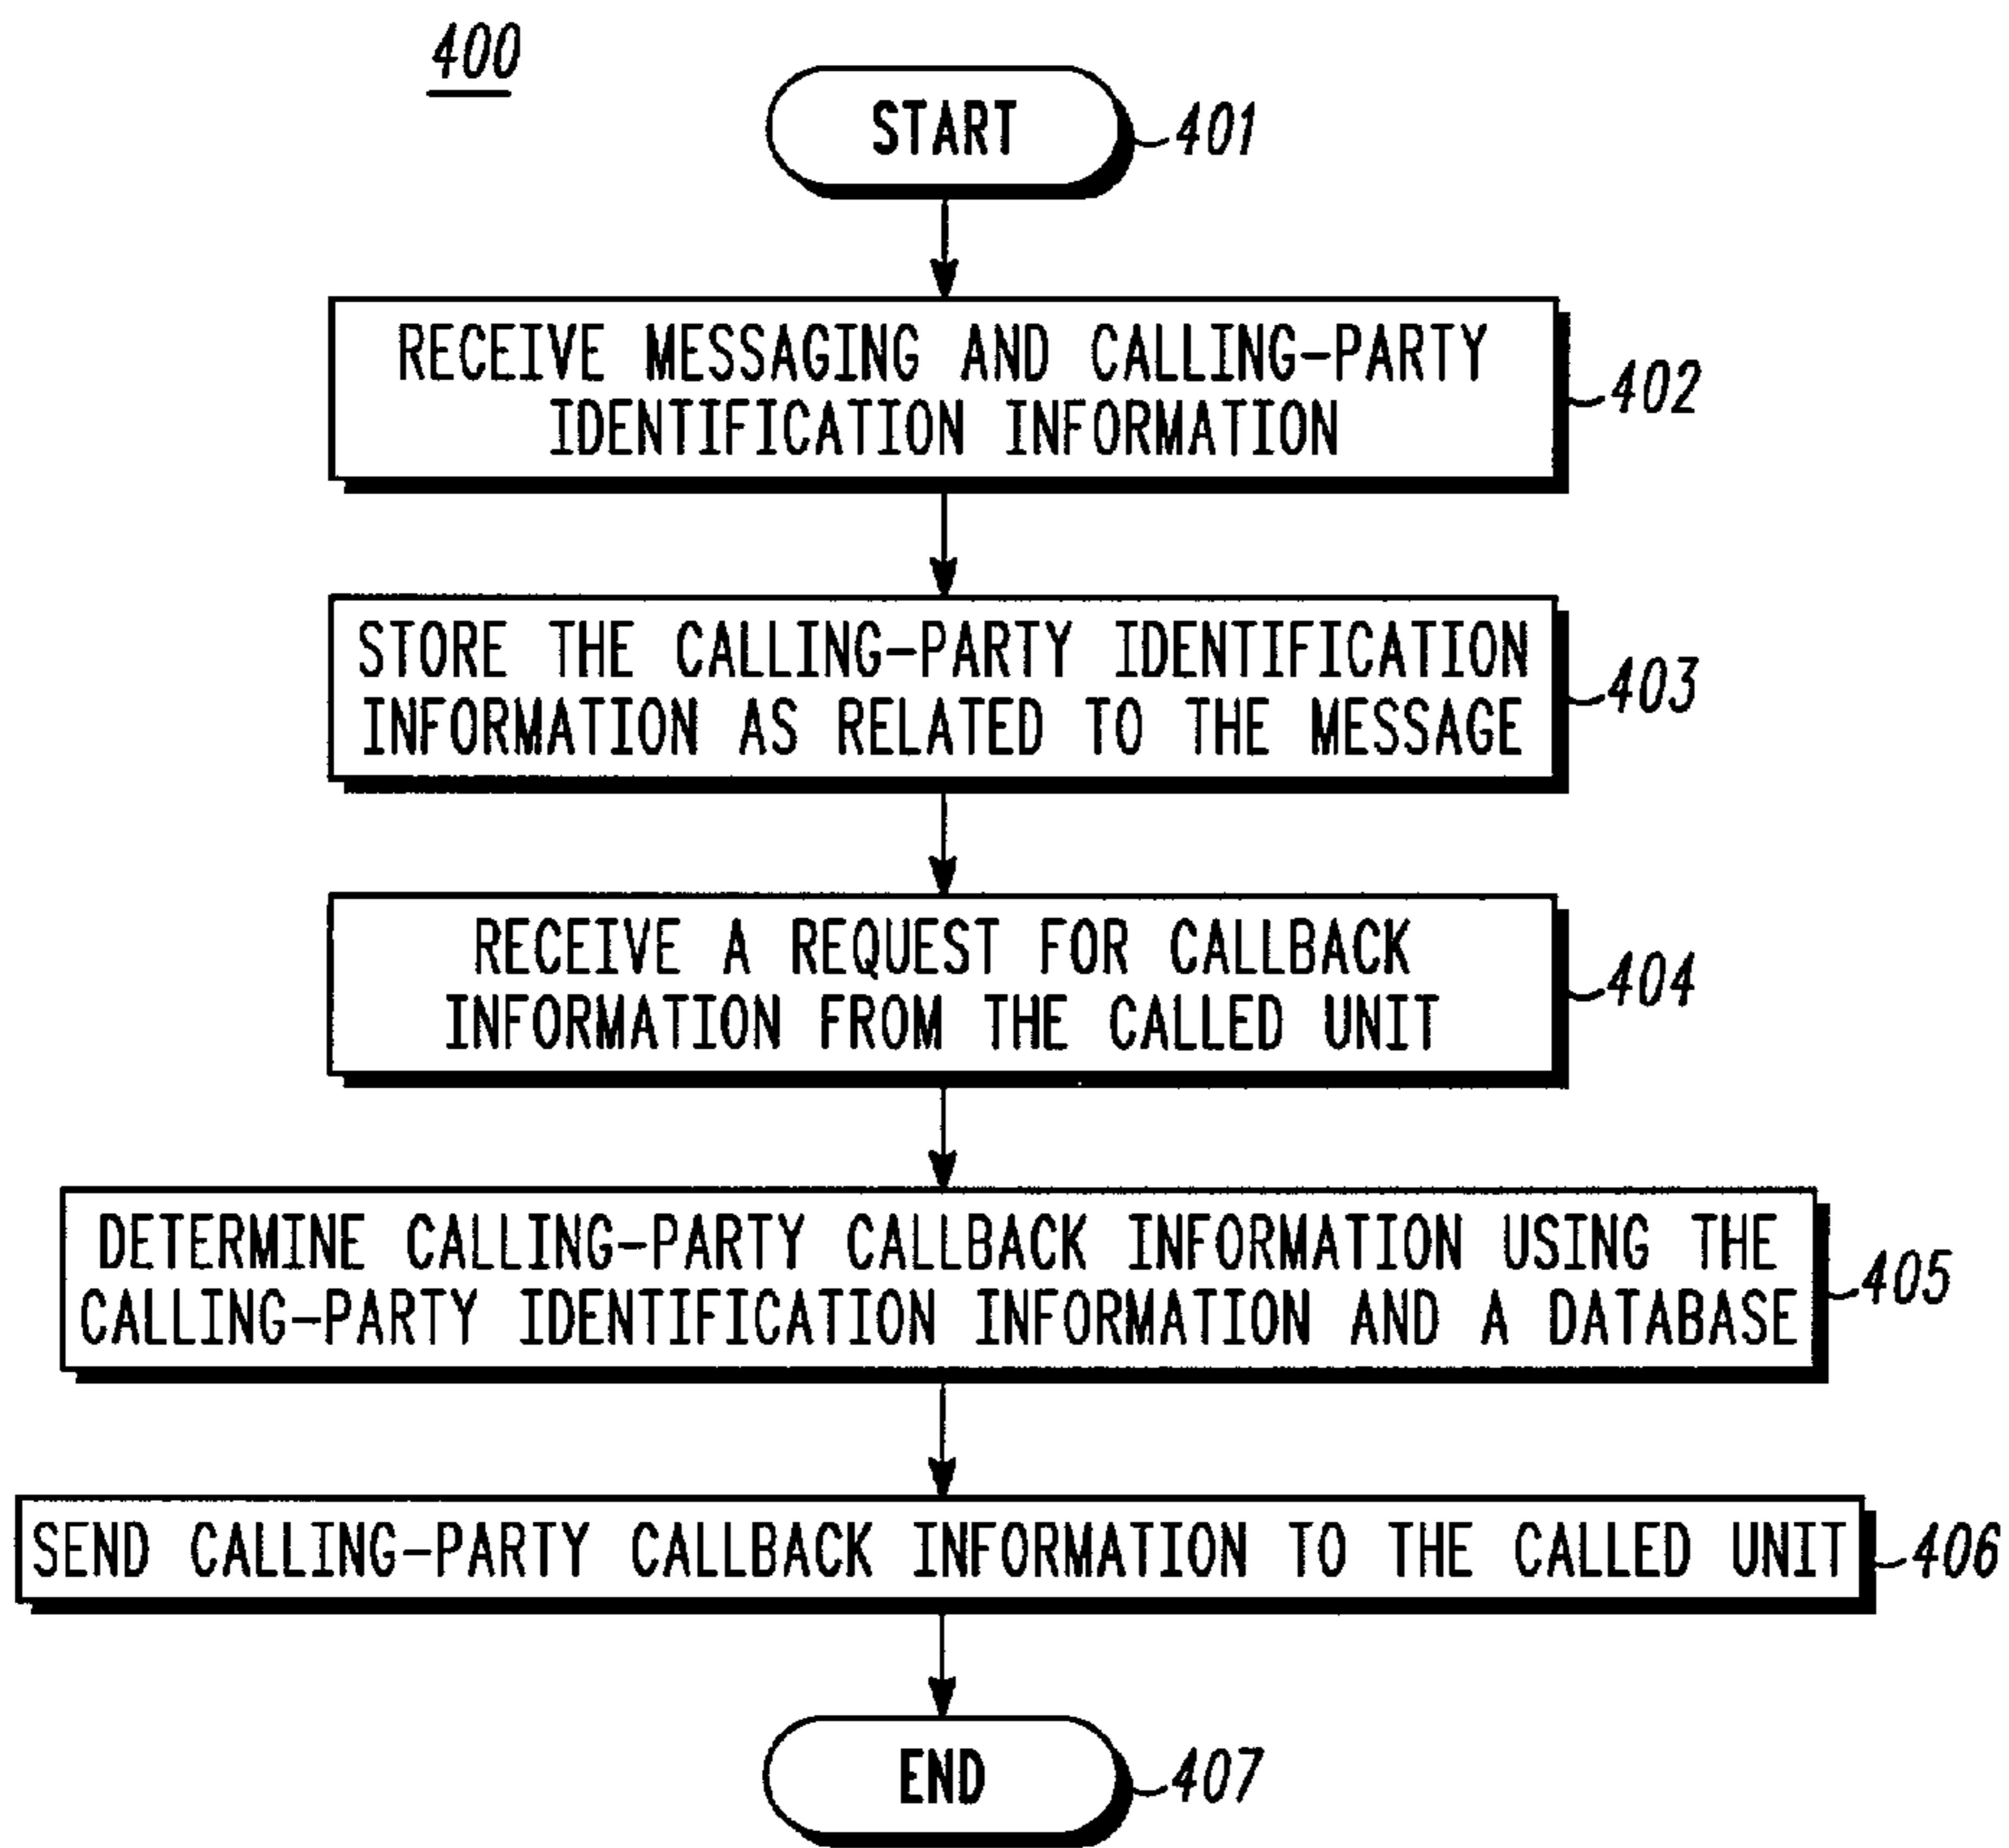 400
START
401
RECEIVE MESSAGING AND CALLING-PARTY
IDENTIFICATION INFORMATION
402
STORE THE CALLING-PARTY IDENTIFICATION
INFORMATION AS RELATED TO THE MESSAGE
403
RECEIVE A REQUEST FOR CALLBACK
INFORMATION FROM THE CALLED UNIT
404
DETERMINE CALLING-PARTY CALLBACK INFORMATION USING THE
CALLING-PARTY IDENTIFICATION INFORMATION AND A DATABASE
405
SEND CALLING-PARTY CALLBACK INFORMATION TO THE CALLED UNIT
406
END
407